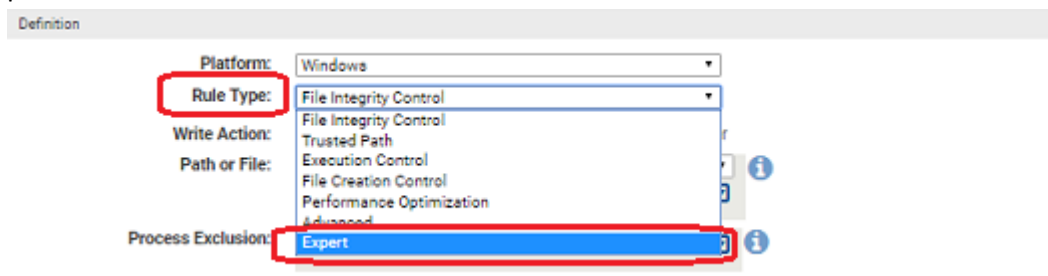 Definition
Platform: Windows
Rule Type: File Integrity Control
File Integrity Control
Write Action: Trusted Path
Path or File: Execution Control
File Creation Control
Performance Optimization
Advanced
Process Exclusion: Expert